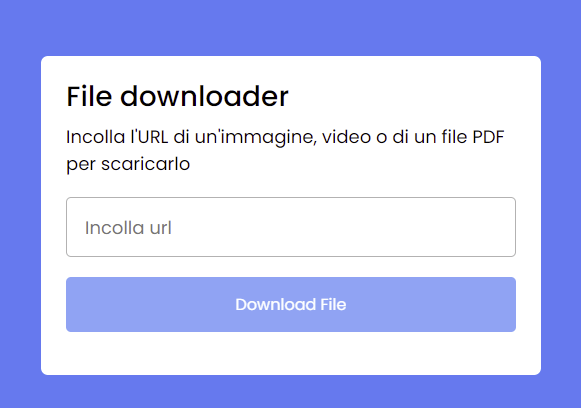 File downloader
Incolla l'URL di un'immagine, video o di un file PDF
per scaricarlo
Incolla url
Download File